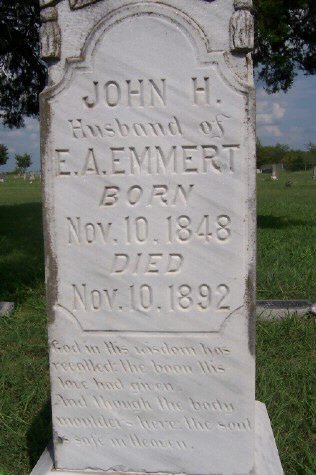 JOHN H.
Husband of
E.A.EMMERT
BORN
Nov. 10. 1848
DIED
Nov. 10. 1892
God in His wisdom has
recalled, the boon His
love had given.
And though the body
moulders here, the soul
is safe in Heaven.